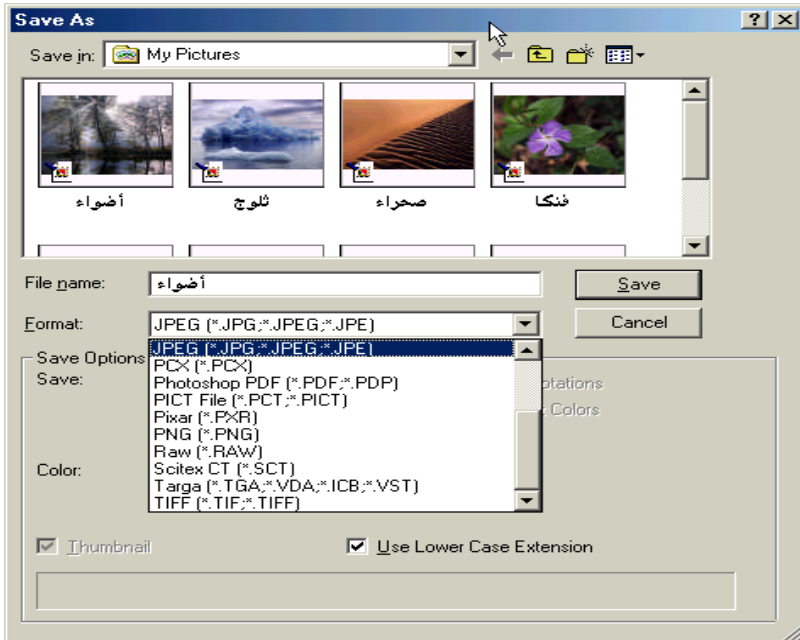 Save As
Save in: My Pictures
أضواء
ثلوج
صحراء
فنكا
File name: أضواء
Save
Format: JPEG (*.JPG;*.JPEG;*.JPE)
Cancel
JPEG (*.JPG;*.JPEG;*.JPE)
Save Options
PCX (*.PCX)
Save:
Photoshop PDF (*.PDF;*.PDP)
PICT File (*.PCT;*.PICT)
Pixar (*.PXR)
Colors
PNG (*.PNG)
Raw (*.RAW)
Color:
Scitex CT (*.SCT)
Targa (*.TGA;*.VDA;*.ICB;*.VST)
TIFF (*.TIF;*.TIFF)
Thumbnail
Use Lower Case Extension